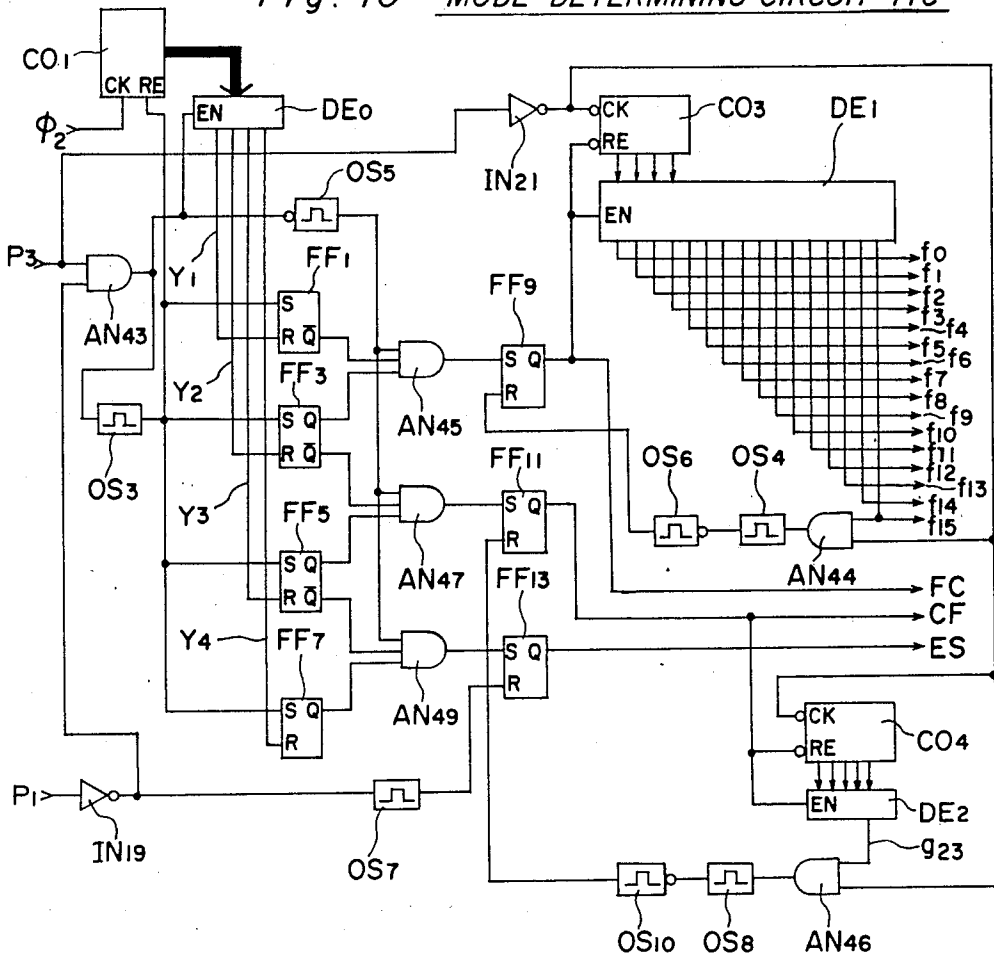 Fig. 10 MODE DETERMINING CIRCUIT 113
CO1
CK RE
ϕ2
EN
DE0
OS5
IN21
CK
RE
CO3
DE1
EN
P3
AN43
Y1
FF1
S
R Q̅
Y2
FF3
S Q
R Q̅
AN45
FF9
S Q
R
OS3
Y3
FF5
S Q
R Q̅
AN47
FF11
S Q
R
Y4
FF7
S Q
R
AN49
FF13
S Q
R
f0
f1
f2
f3
f4
f5
f6
f7
f8
f9
f10
f11
f12
f13
f14
f15
OS6
OS4
AN44
FC
CF
ES
CK
RE
CO4
EN
DE2
g23
P1
IN19
OS7
OS10
OS8
AN46